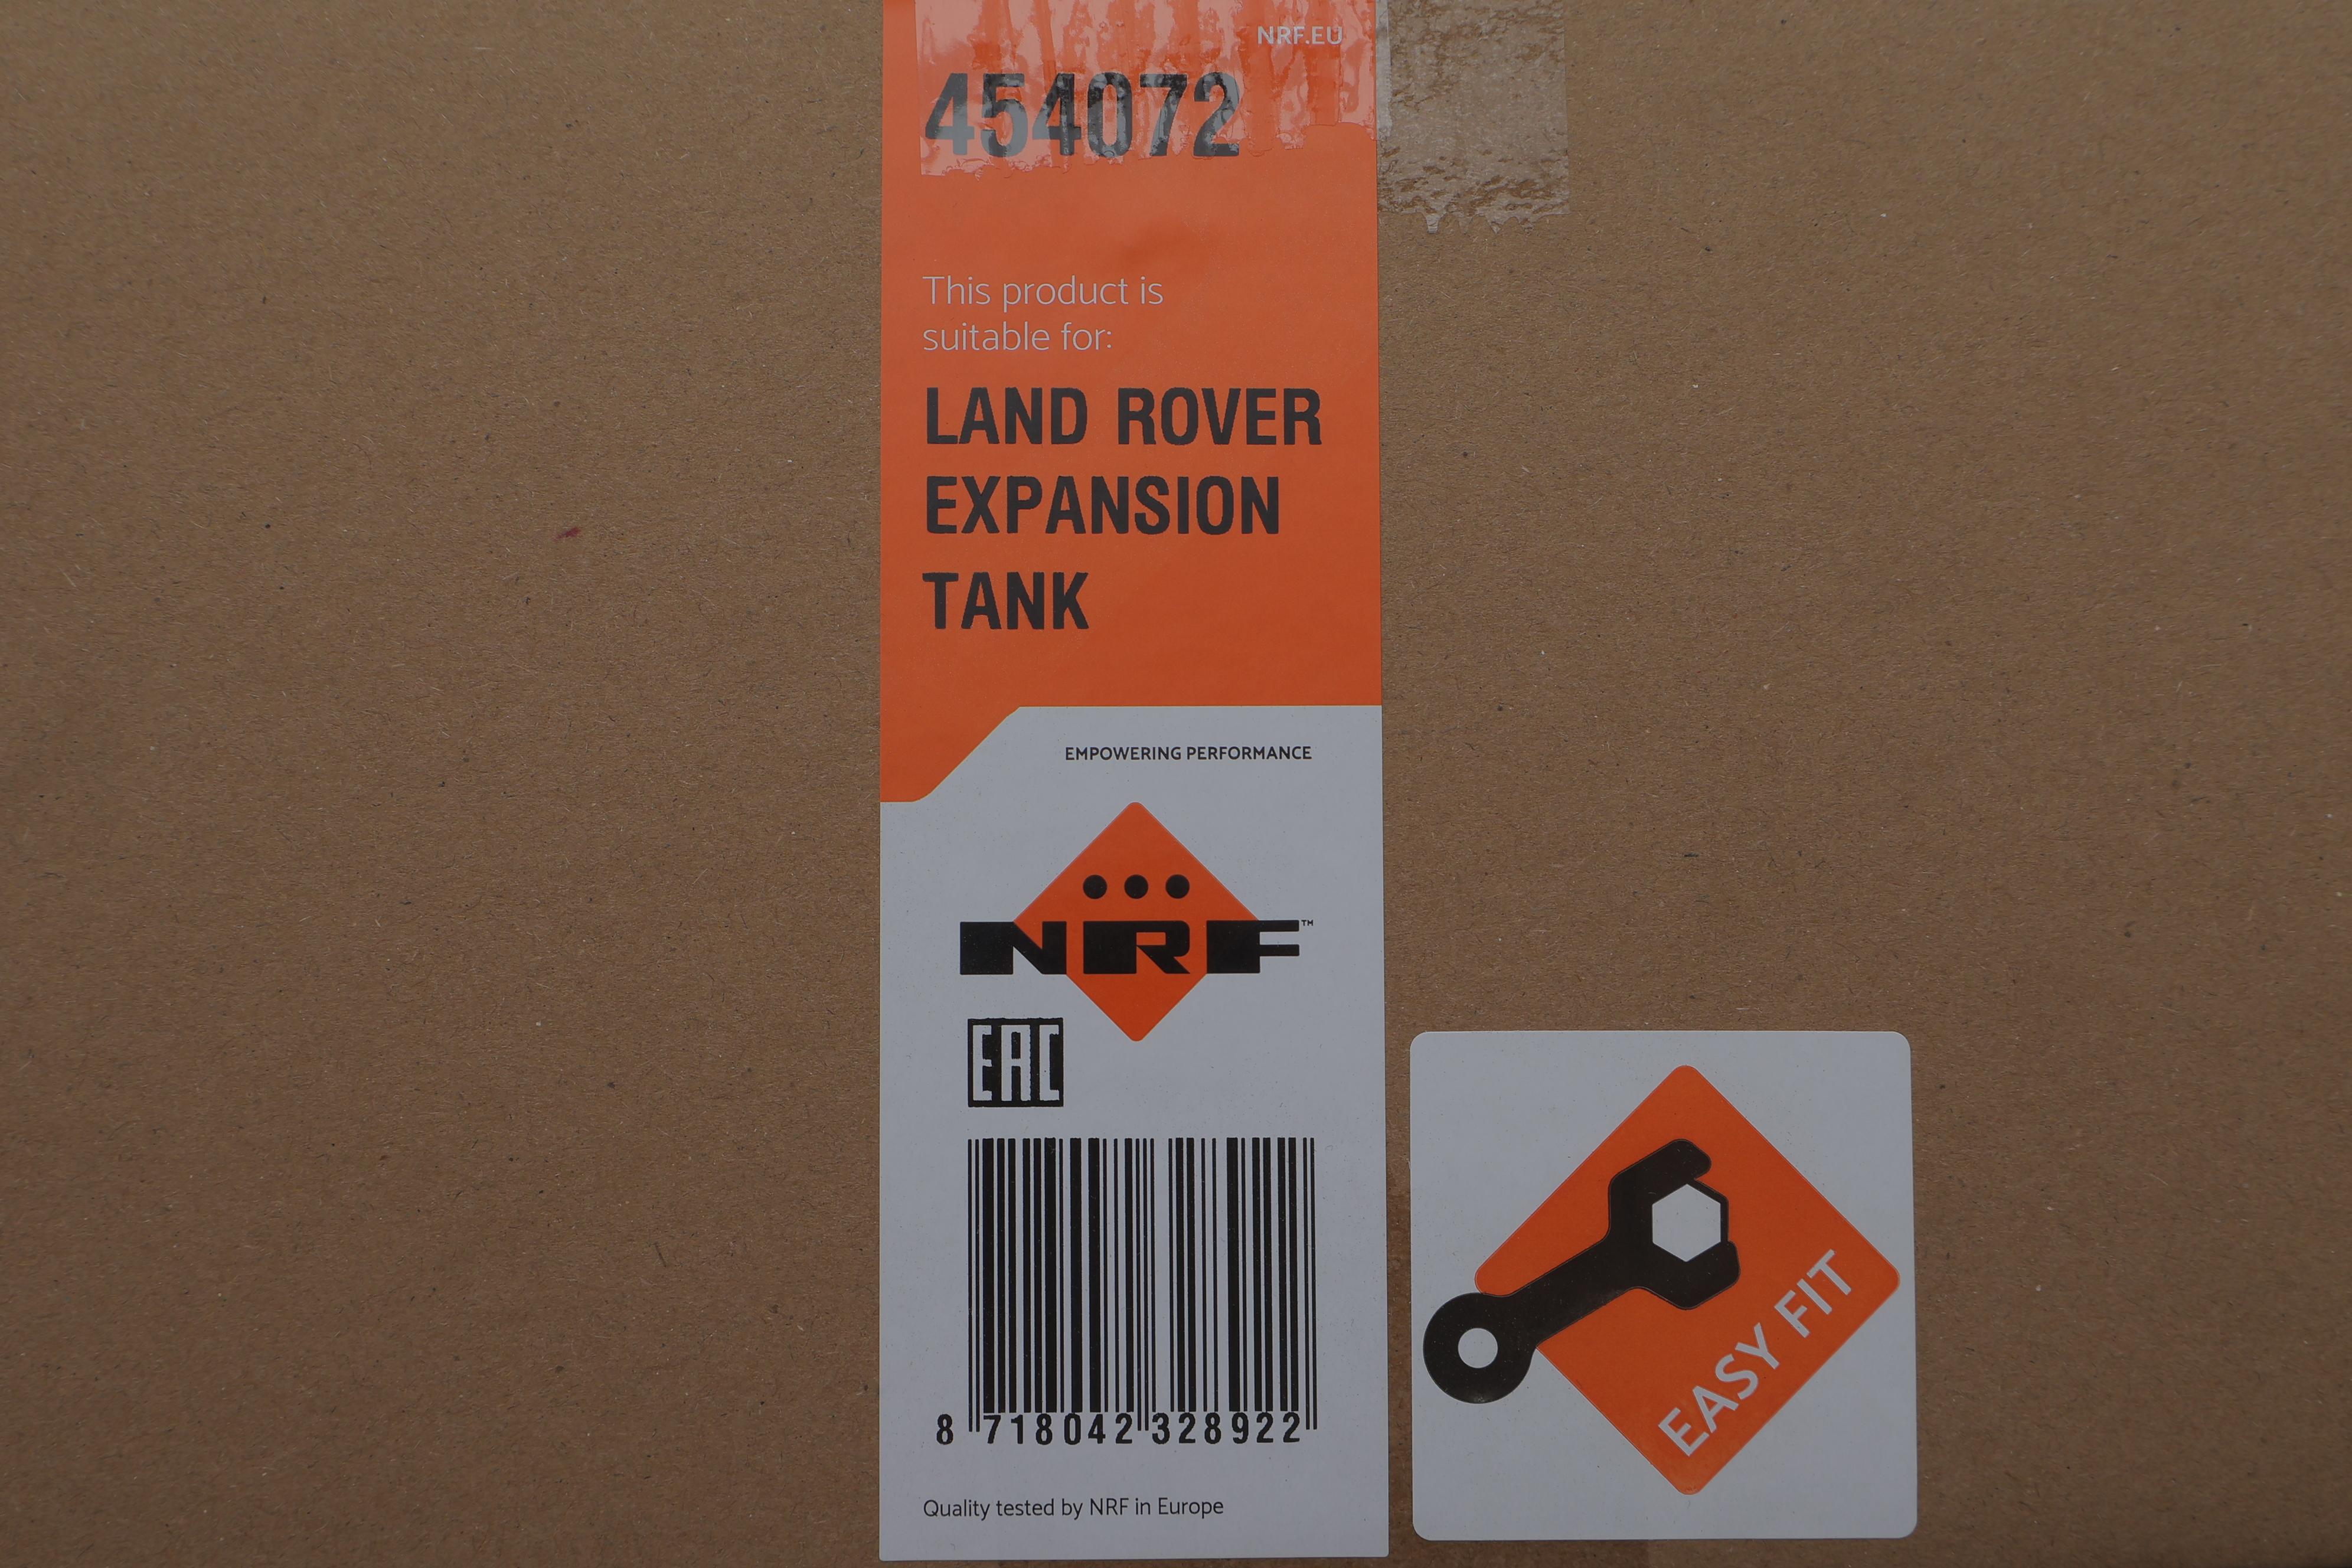 NRF.EU
454072
This product is
suitable for:
LAND ROVER
EXPANSION
TANK
EMPOWERING PERFORMANCE
NRF™
EAC
8 718042 328922
Quality tested by NRF in Europe
EASY FIT